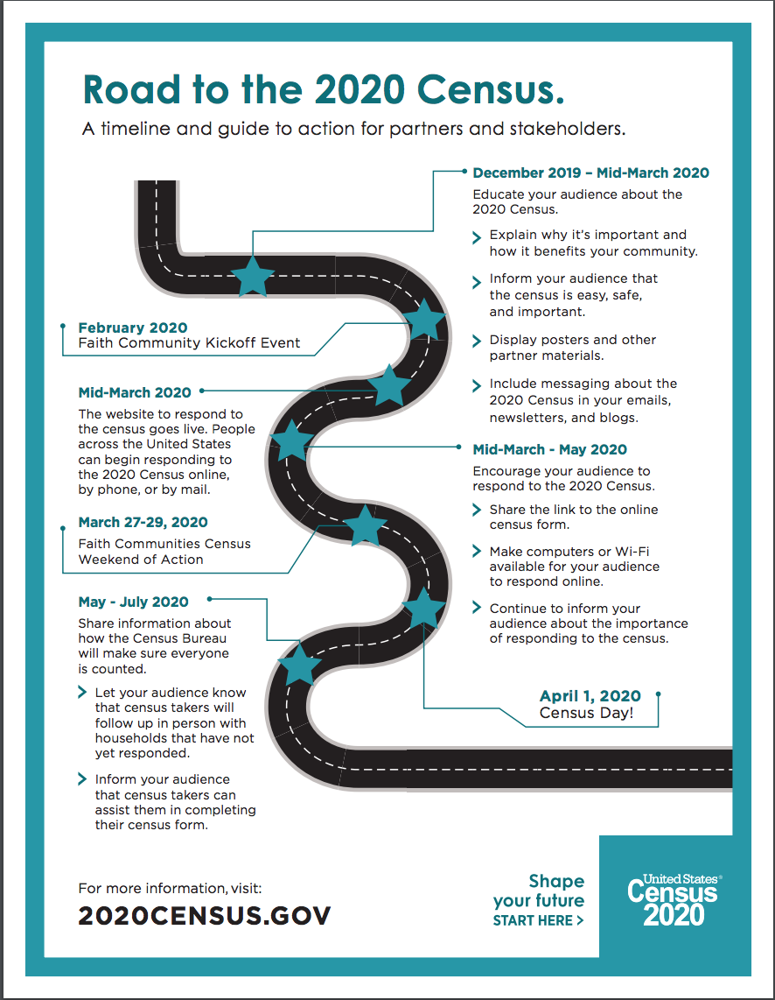 Road to the 2020 Census.
A timeline and guide to action for partners and stakeholders.
December 2019 – Mid-March 2020
Educate your audience about the
2020 Census.
Explain why it's important and
how it benefits your community.
Inform your audience that
the census is easy, safe,
and important.
Display posters and other
partner materials.
Include messaging about the
2020 Census in your emails,
newsletters, and blogs.
February 2020
Faith Community Kickoff Event
Mid-March 2020
The website to respond to
the census goes live. People
across the United States
can begin responding to
the 2020 Census online,
by phone, or by mail.
Mid-March - May 2020
Encourage your audience to
respond to the 2020 Census.
Share the link to the online
census form.
Make computers or Wi-Fi
available for your audience
to respond online.
Continue to inform your
audience about the importance
of responding to the census.
March 27-29, 2020
Faith Communities Census
Weekend of Action
April 1, 2020
Census Day!
May - July 2020
Share information about
how the Census Bureau
will make sure everyone
is counted.
Let your audience know
that census takers will
follow up in person with
households that have not
yet responded.
Inform your audience
that census takers can
assist them in completing
their census form.
For more information, visit:
2020CENSUS.GOV
Shape
your future
START HERE >
United States®
Census
2020